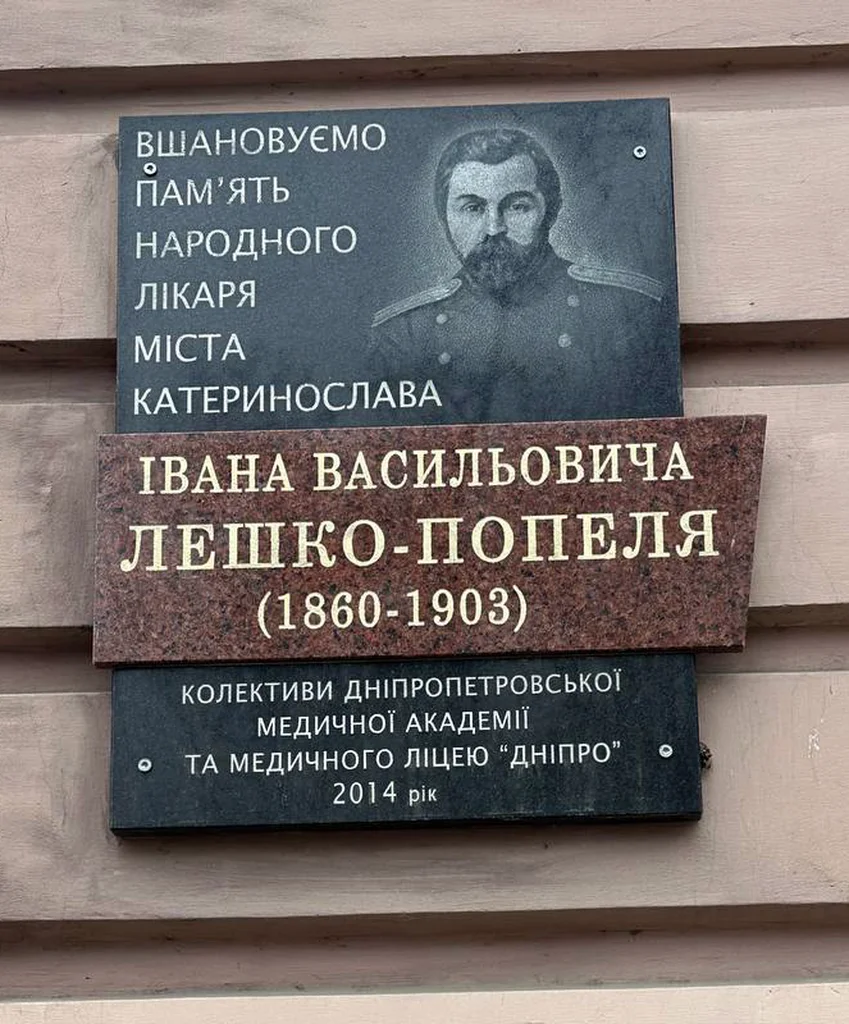 ВШАНОВУЄМО
ПАМ’ЯТЬ
НАРОДНОГО
ЛІКАРЯ
МІСТА
КАТЕРИНОСЛАВА
ІВАНА ВАСИЛЬОВИЧА
ЛЕШКО-ПОПЕЛЯ
(1860-1903)
КОЛЕКТИВИ ДНІПРОПЕТРОВСЬКОЇ
МЕДИЧНОЇ АКАДЕМІЇ
ТА МЕДИЧНОГО ЛІЦЕЮ “ДНІПРО”
2014 рік